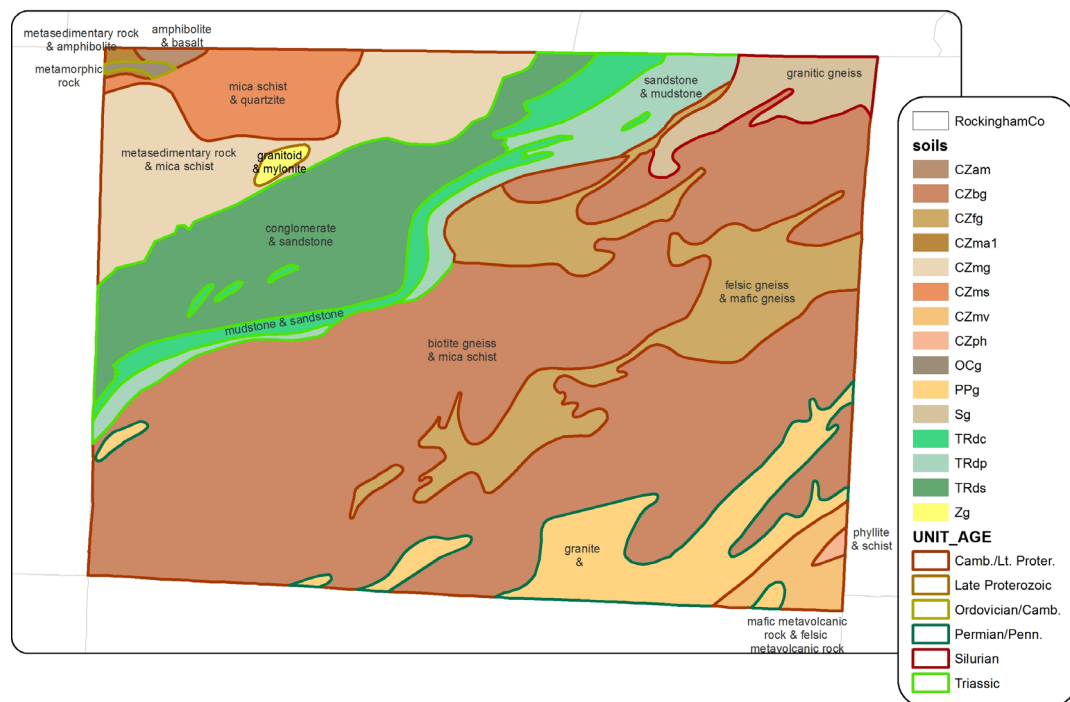 metasedimentary rock
& amphibolite
amphibolite
& basalt
metamorphic
rock
mica schist
& quartzite
sandstone
& mudstone
granitic gneiss
metasedimentary rock
& mica schist
granitoid
& mylonite
conglomerate
& sandstone
felsic gneiss
& mafic gneiss
mudstone & sandstone
biotite gneiss
& mica schist
granite
&
phyllite
& schist
mafic metavolcanic
rock & felsic
metavolcanic rock
RockinghamCo
soils
CZam
CZbg
CZfg
CZma1
CZmg
CZms
CZmv
CZph
OCg
PPg
Sg
TRdc
TRdp
TRds
Zg
UNIT_AGE
Camb./Lt. Proter.
Late Proterozoic
Ordovician/Camb.
Permian/Penn.
Silurian
Triassic